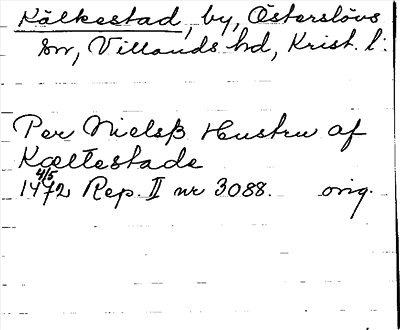 Kälkestad, by, Österslövs
sn, Villands hd, Krist. l:
Per Nielsß Hustru af
Kælkestade
4/5
1472 Rep. II nr 3088. orig.